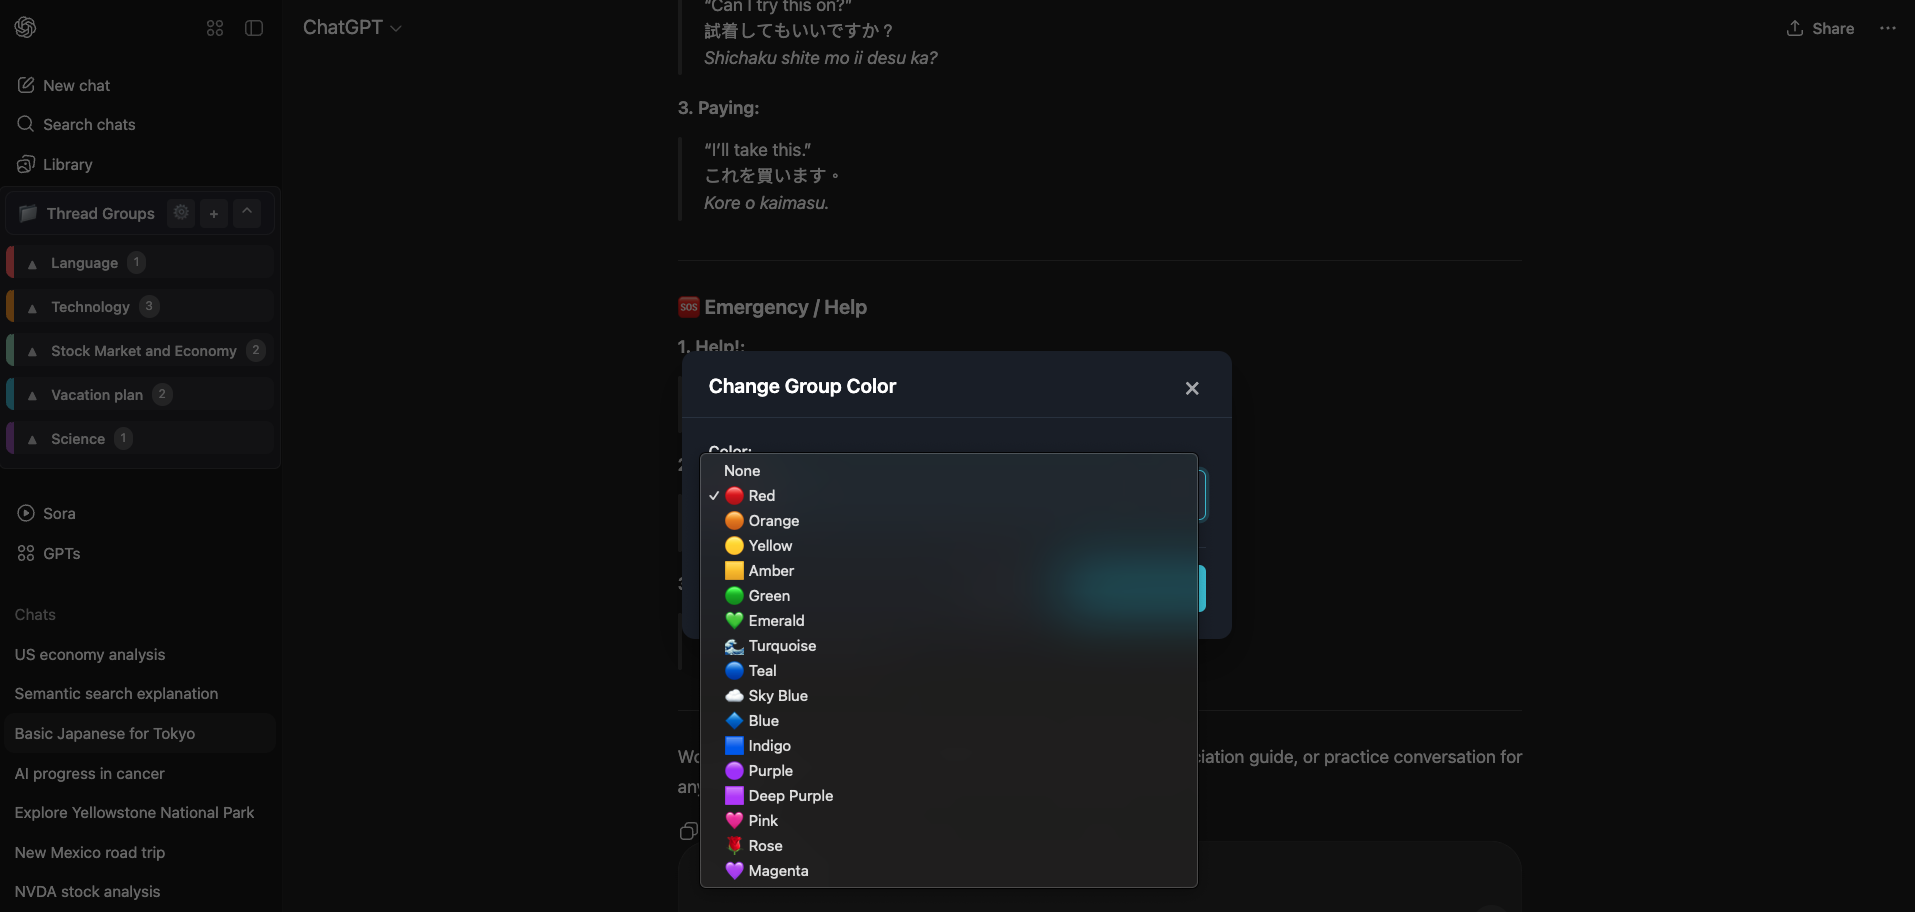 ChatGPT
Share
New chat
Search chats
Library
Thread Groups
+
Language 1
Technology 3
Stock Market and Economy 2
Vacation plan 2
Science 1
Sora
GPTs
Chats
US economy analysis
Semantic search explanation
Basic Japanese for Tokyo
AI progress in cancer
Explore Yellowstone National Park
New Mexico road trip
NVDA stock analysis
“Can I try this on?”
試着してもいいですか？
Shichaku shite mo ii desu ka?
3. Paying:
“I’ll take this.”
これを買います。
Kore o kaimasu.
SOS Emergency / Help
1. Help!:
Change Group Color
Color:
None
✓ Red
Orange
Yellow
Amber
Green
Emerald
Turquoise
Teal
Sky Blue
Blue
Indigo
Purple
Deep Purple
Pink
Rose
Magenta
guide, or practice conversation for